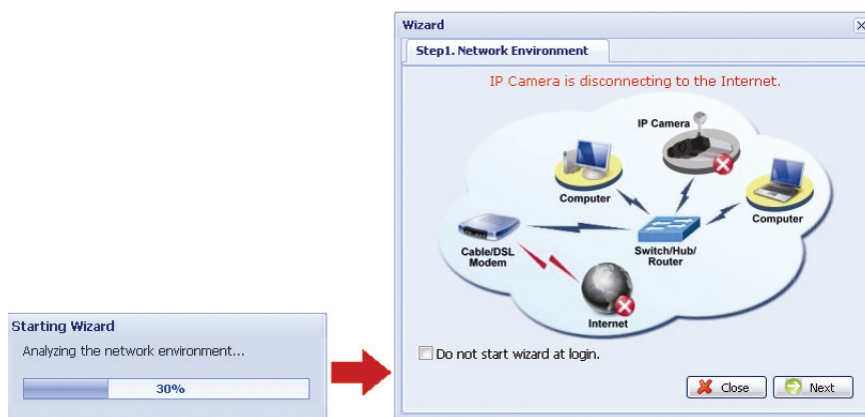 Starting Wizard
Analyzing the network environment...
30%
Wizard
Step1. Network Environment
IP Camera is disconnecting to the Internet.
IP Camera
Computer
Computer
Cable/DSL
Modem
Switch/Hub/
Router
Internet
Do not start wizard at login.
Close
Next